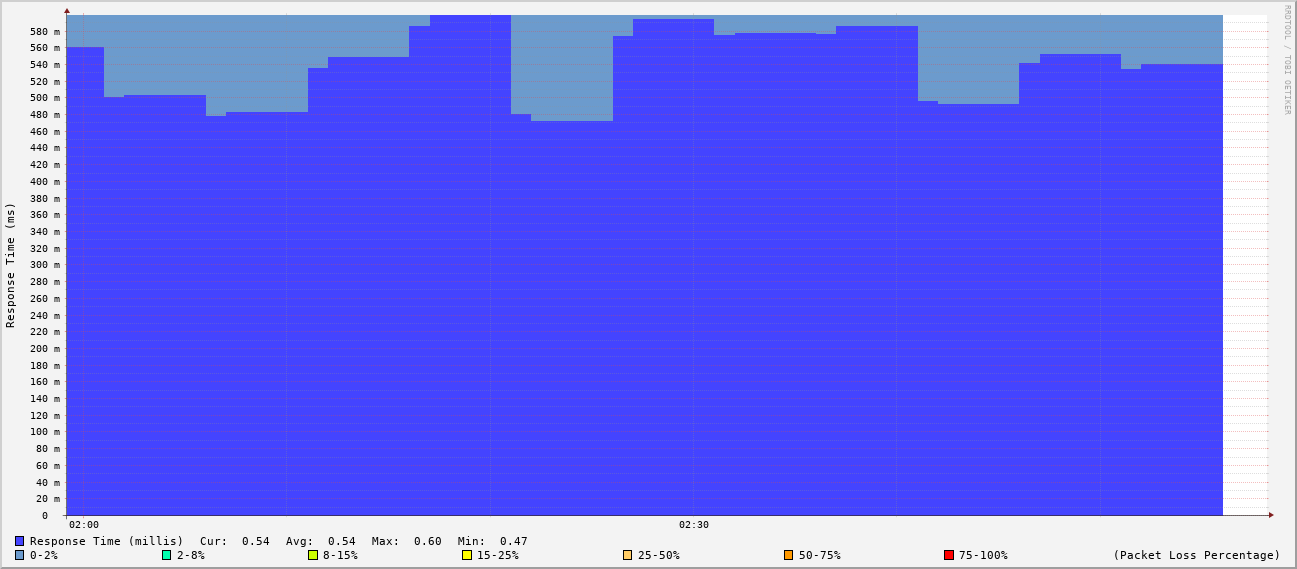 RRDTOOL / TOBI OETIKER
Response Time (ms)
580 m
560 m
540 m
520 m
500 m
480 m
460 m
440 m
420 m
400 m
380 m
360 m
340 m
320 m
300 m
280 m
260 m
240 m
220 m
200 m
180 m
160 m
140 m
120 m
100 m
80 m
60 m
40 m
20 m
0
02:00 02:30
Response Time (millis) Cur: 0.54 Avg: 0.54 Max: 0.60 Min: 0.47
0-2% 2-8% 8-15% 15-25% 25-50% 50-75% 75-100% (Packet Loss Percentage)